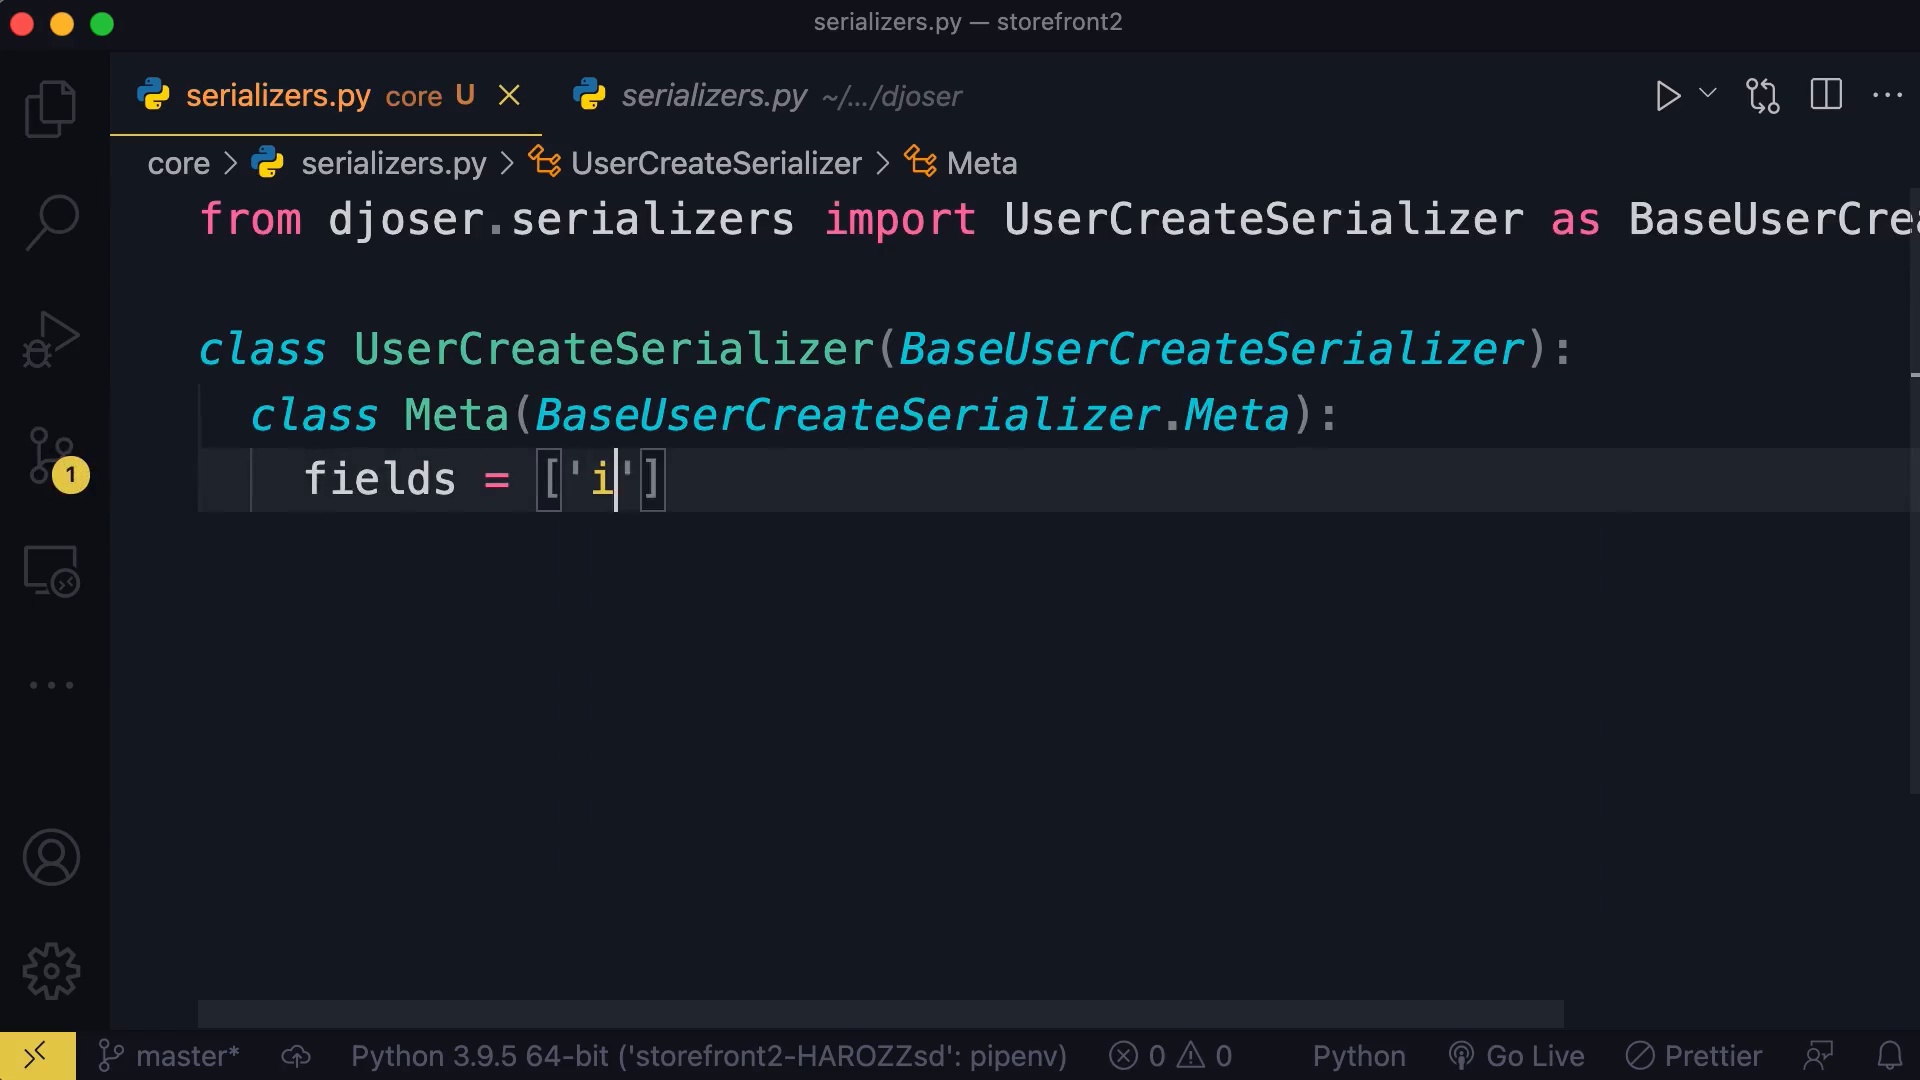 serializers.py — storefront2
serializers.py core U
serializers.py ~/.../djoser
core > serializers.py > UserCreateSerializer > Meta
from djoser.serializers import UserCreateSerializer as BaseUserCre
class UserCreateSerializer(BaseUserCreateSerializer):
class Meta(BaseUserCreateSerializer.Meta):
fields = ['i']
1
master* Python 3.9.5 64-bit ('storefront2-HAROZZsd': pipenv) 0 0 Python Go Live Prettier